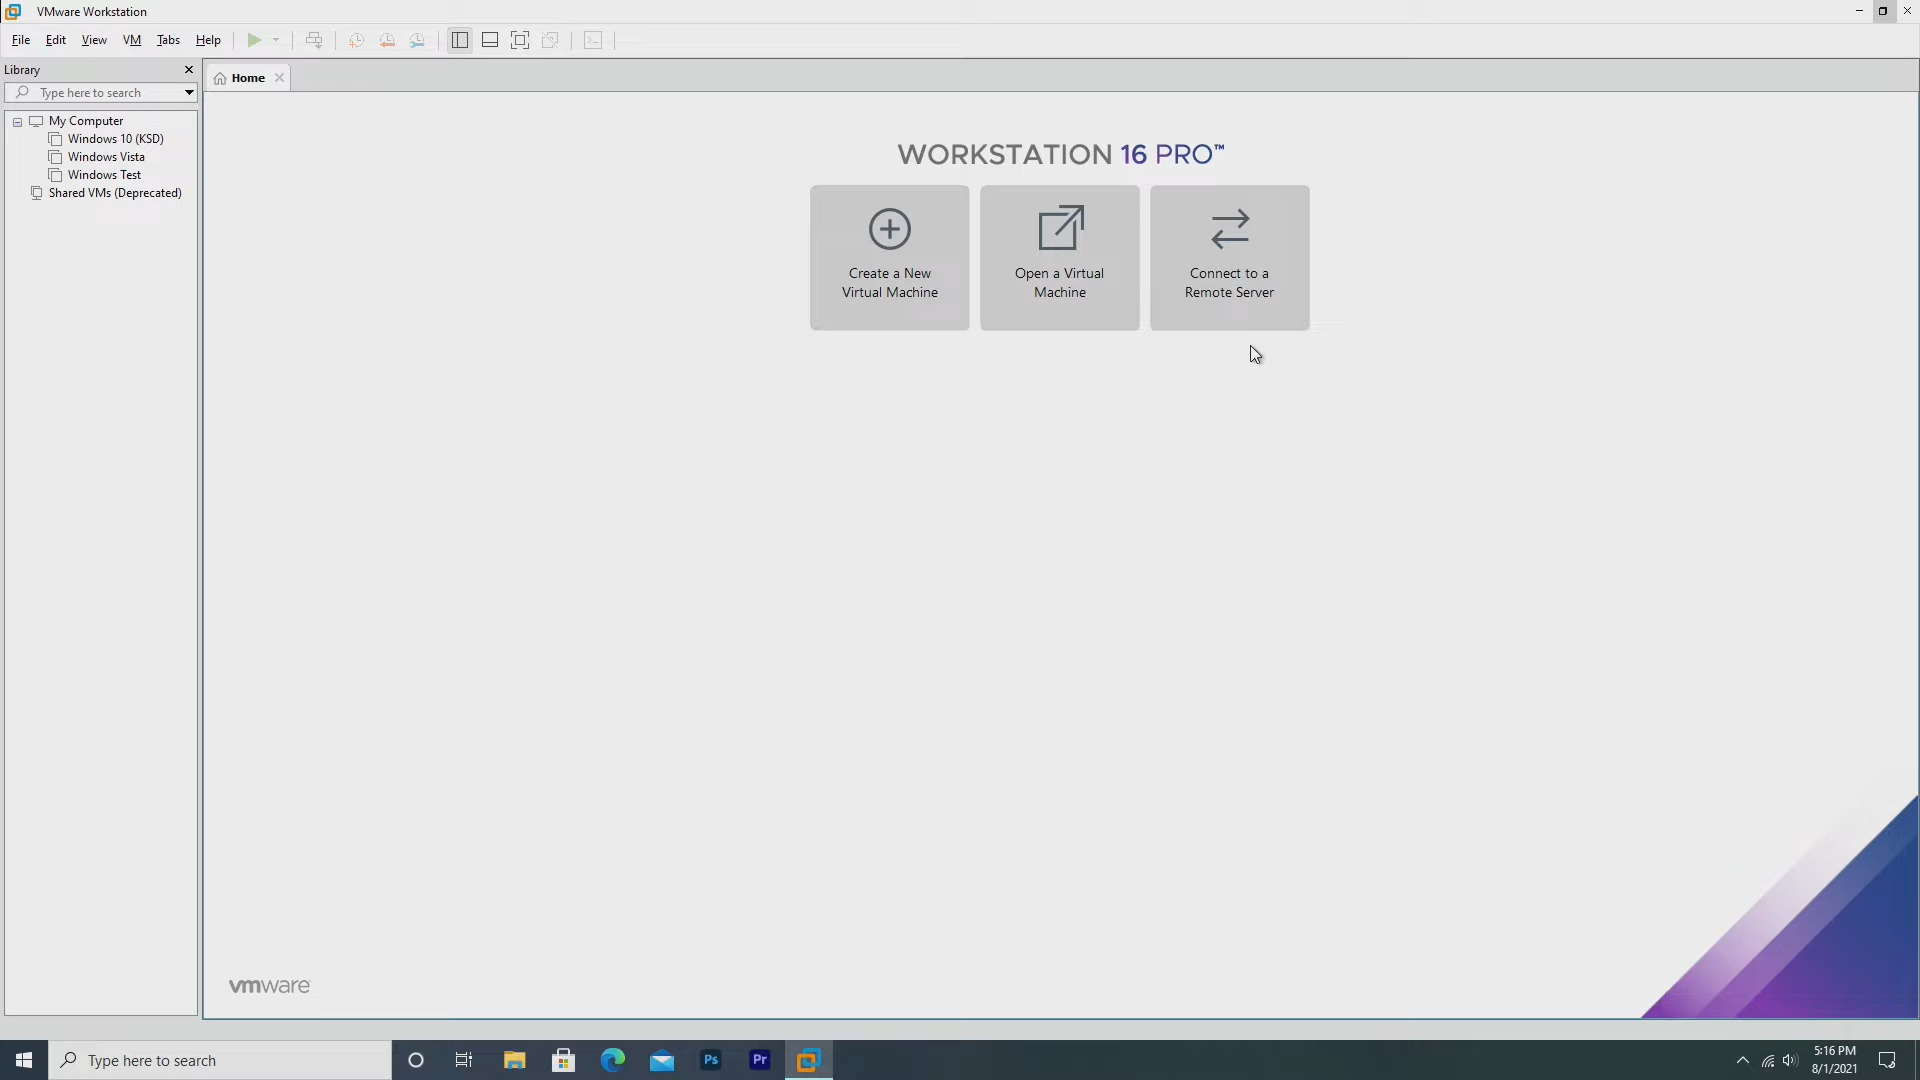 VMware Workstation
File Edit View VM Tabs Help
Library
Type here to search
Home
My Computer
Windows 10 (KSD)
Windows Vista
Windows Test
Shared VMs (Deprecated)
WORKSTATION 16 PRO™
Create a New
Virtual Machine
Open a Virtual
Machine
Connect to a
Remote Server
vmware
Type here to search
Ps
Pr
5:16 PM
8/1/2021